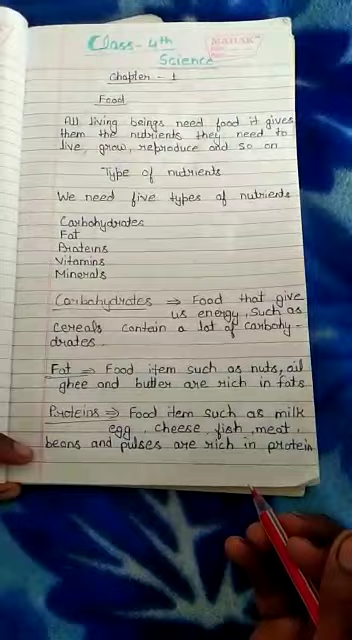 Class-4th
MAHAK
Science
Chapter - 1
Food
All living beings need food it gives
them the nutrients they need to
live, grow, reproduce and so on
Type of nutrients
We need five types of nutrients
Carbohydrates
Fat
Proteins
Vitamins
Minerals
Carbohydrates ⇒ Food that give
us energy, such as
cereals contain a lot of carbohy-
drates.
Fat ⇒ Food item such as nuts, oil
ghee and butter are rich in fats
Proteins ⇒ Food item such as milk
egg, cheese, fish, meat,
beans and pulses are rich in protein